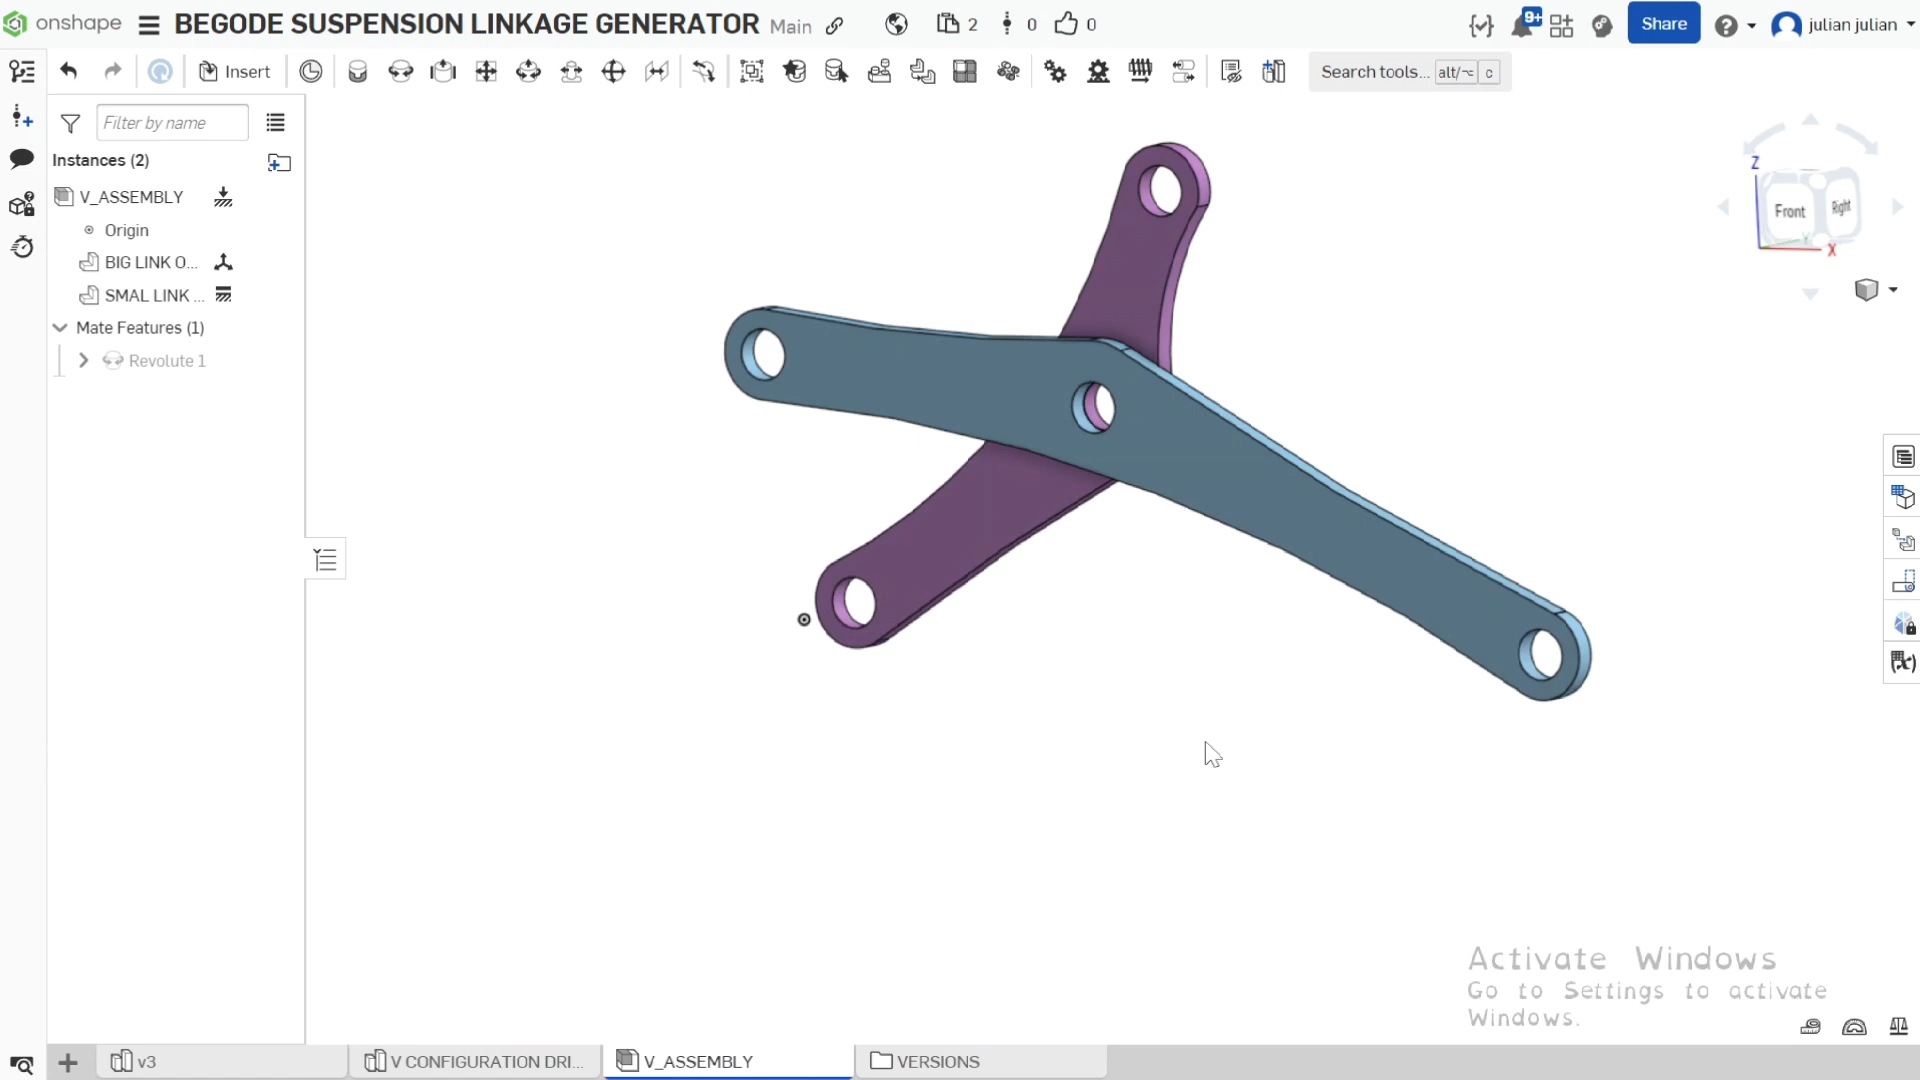 onshape
BEGODE SUSPENSION LINKAGE GENERATOR Main
2
0
0
9+
Share
julian julian
Insert
Search tools... alt/⌥ c
Filter by name
Instances (2)
V_ASSEMBLY
Origin
BIG LINK O...
SMAL LINK ...
Mate Features (1)
Revolute 1
Z
Front
Right
Y
X
Activate Windows
Go to Settings to activate
Windows.
v3
V CONFIGURATION DRI...
V_ASSEMBLY
VERSIONS